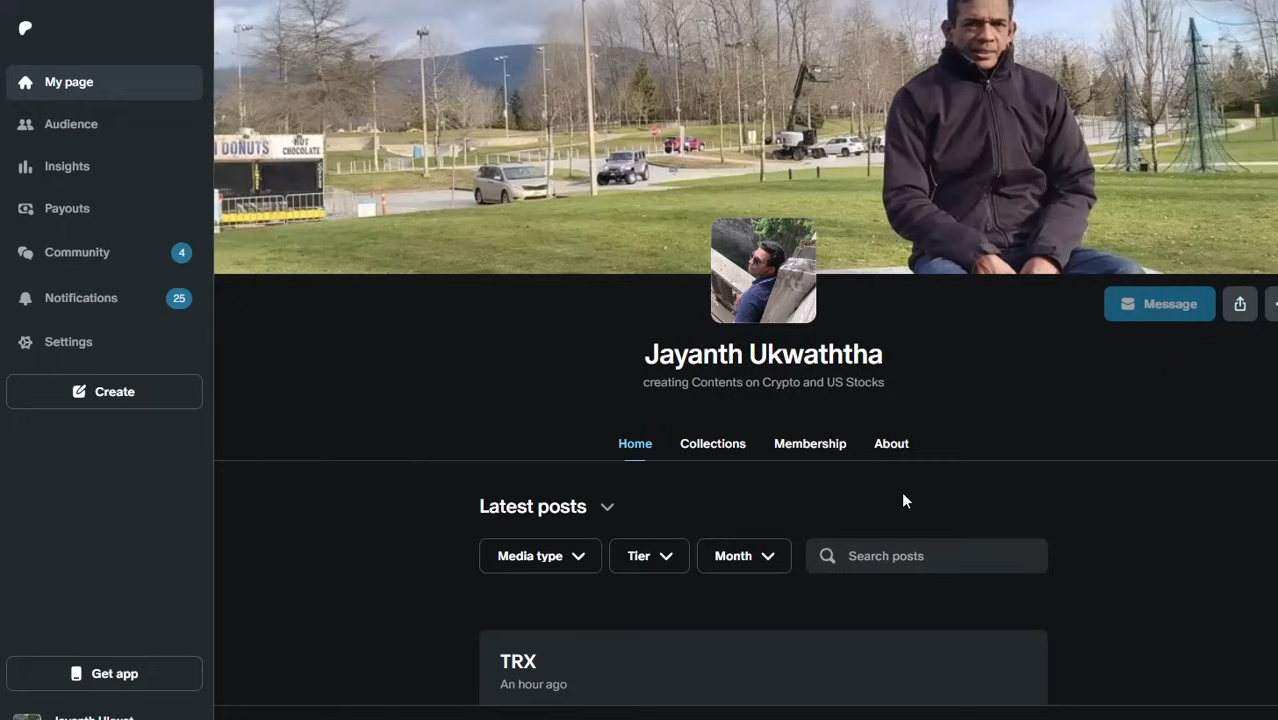 DONUTS
HOT
CHOCOLATE
My page
Audience
Insights
Payouts
Community 4
Notifications 25
Settings
Create
Message
Jayanth Ukwaththa
creating Contents on Crypto and US Stocks
Home Collections Membership About
Latest posts
Media type Tier Month Search posts
TRX
An hour ago
Get app